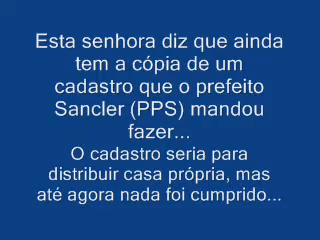 Esta senhora diz que ainda
tem a cópia de um
cadastro que o prefeito
Sancler (PPS) mandou
fazer...
O cadastro seria para
distribuir casa própria, mas
até agora nada foi cumprido...